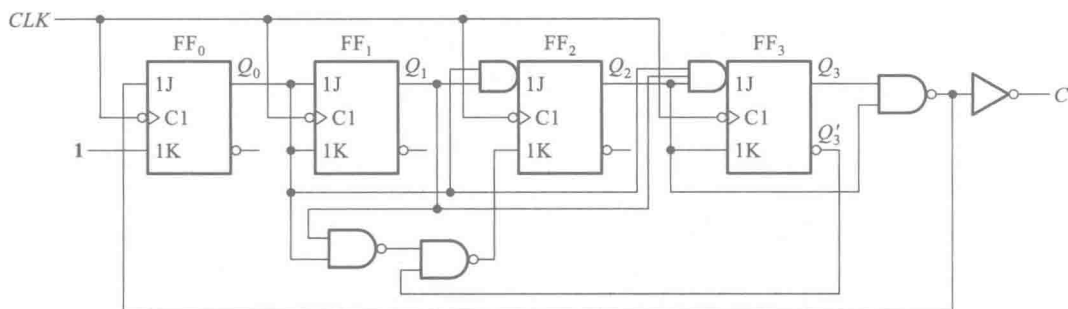 CLK
FF₀ FF₁ FF₂ FF₃
Q₀ Q₁ Q₂ Q₃
1J 1J 1J 1J
C1 C1 C1 C1 C
Q₃′
1 1K 1K 1K 1K